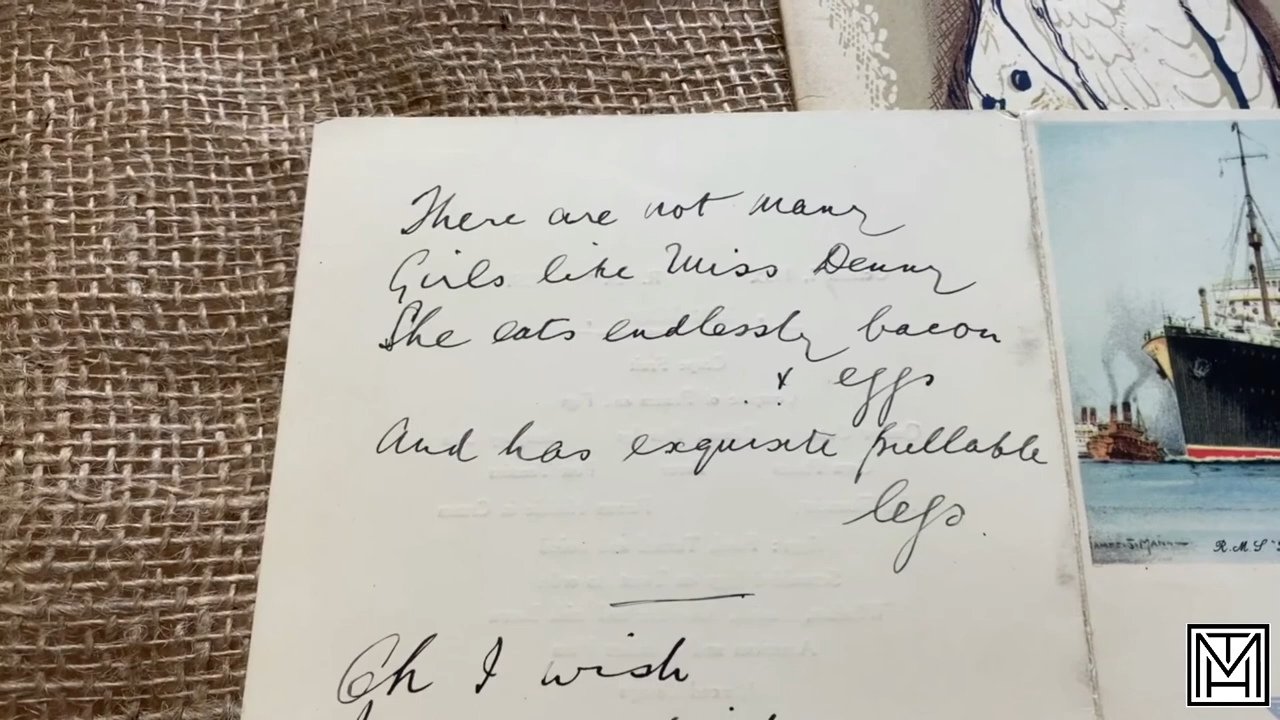 There are not many
Girls like Miss Denny
She eats endlessly bacon
& eggs
And has exquisite pullable
legs.
Oh I wish
R.M.S "S